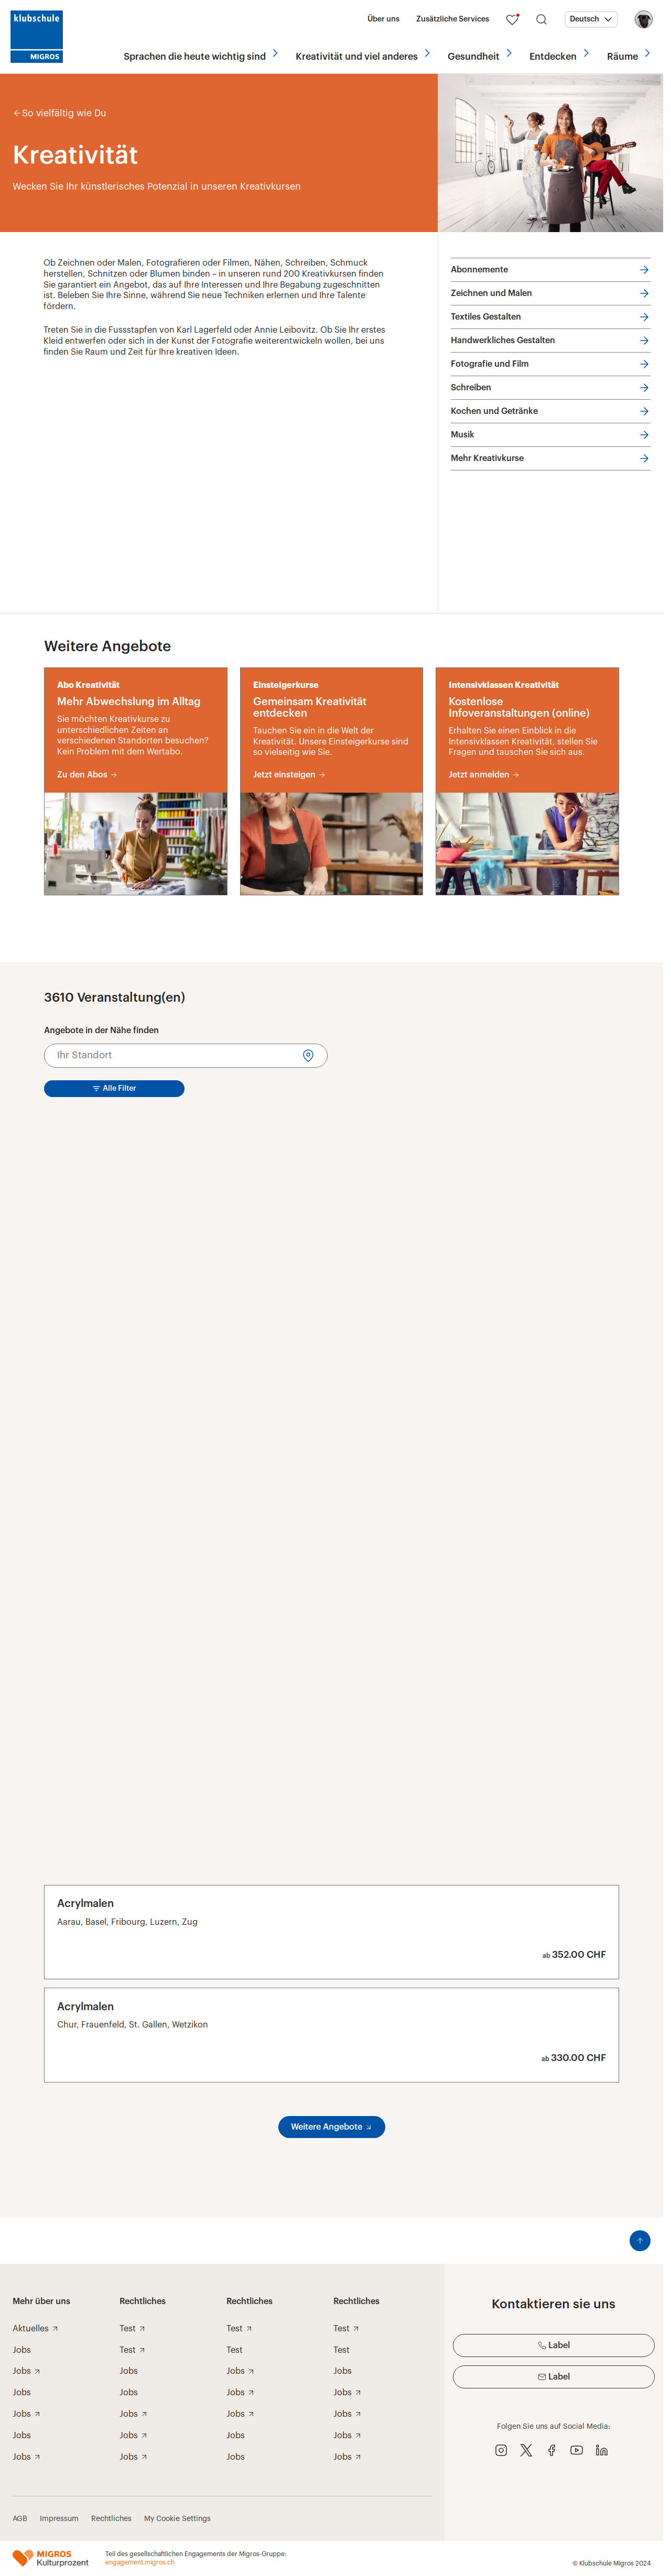 klubschule
MIGROS
Über uns
Zusätzliche Services
Deutsch
Sprachen die heute wichtig sind
Kreativität und viel anderes
Gesundheit
Entdecken
Räume
So vielfältig wie Du
Kreativität
Wecken Sie Ihr künstlerisches Potenzial in unseren Kreativkursen
Ob Zeichnen oder Malen, Fotografieren oder Filmen, Nähen, Schreiben, Schmuck
herstellen, Schnitzen oder Blumen binden – in unseren rund 200 Kreativkursen finden
Sie garantiert ein Angebot, das auf Ihre Interessen und Ihre Begabung zugeschnitten
ist. Beleben Sie Ihre Sinne, während Sie neue Techniken erlernen und Ihre Talente
fördern.
Treten Sie in die Fussstapfen von Karl Lagerfeld oder Annie Leibovitz. Ob Sie Ihr erstes
Kleid entwerfen oder sich in der Kunst der Fotografie weiterentwickeln wollen, bei uns
finden Sie Raum und Zeit für Ihre kreativen Ideen.
Abonnemente
Zeichnen und Malen
Textiles Gestalten
Handwerkliches Gestalten
Fotografie und Film
Schreiben
Kochen und Getränke
Musik
Mehr Kreativkurse
Weitere Angebote
Abo Kreativität
Mehr Abwechslung im Alltag
Sie möchten Kreativkurse zu
unterschiedlichen Zeiten an
verschiedenen Standorten besuchen?
Kein Problem mit dem Wertabo.
Zu den Abos
Einsteigerkurse
Gemeinsam Kreativität
entdecken
Tauchen Sie ein in die Welt der
Kreativität. Unsere Einsteigerkurse sind
so vielseitig wie Sie.
Jetzt einsteigen
Intensivklassen Kreativität
Kostenlose
Infoveranstaltungen (online)
Erhalten Sie einen Einblick in die
Intensivklassen Kreativität, stellen Sie
Fragen und tauschen Sie sich aus.
Jetzt anmelden
3610 Veranstaltung(en)
Angebote in der Nähe finden
Ihr Standort
Alle Filter
Acrylmalen
Aarau, Basel, Fribourg, Luzern, Zug
ab 352.00 CHF
Acrylmalen
Chur, Frauenfeld, St. Gallen, Wetzikon
ab 330.00 CHF
Weitere Angebote
Mehr über uns
Aktuelles
Jobs
Jobs
Jobs
Jobs
Jobs
Jobs
Rechtliches
Test
Test
Jobs
Jobs
Jobs
Jobs
Jobs
Rechtliches
Test
Test
Jobs
Jobs
Jobs
Jobs
Jobs
Rechtliches
Test
Test
Jobs
Jobs
Jobs
Jobs
Jobs
Kontaktieren sie uns
Label
Label
Folgen Sie uns auf Social Media:
AGB
Impressum
Rechtliches
My Cookie Settings
MIGROS
Kulturprozent
Teil des gesellschaftlichen Engagements der Migros-Gruppe:
engagement.migros.ch
© Klubschule Migros 2024